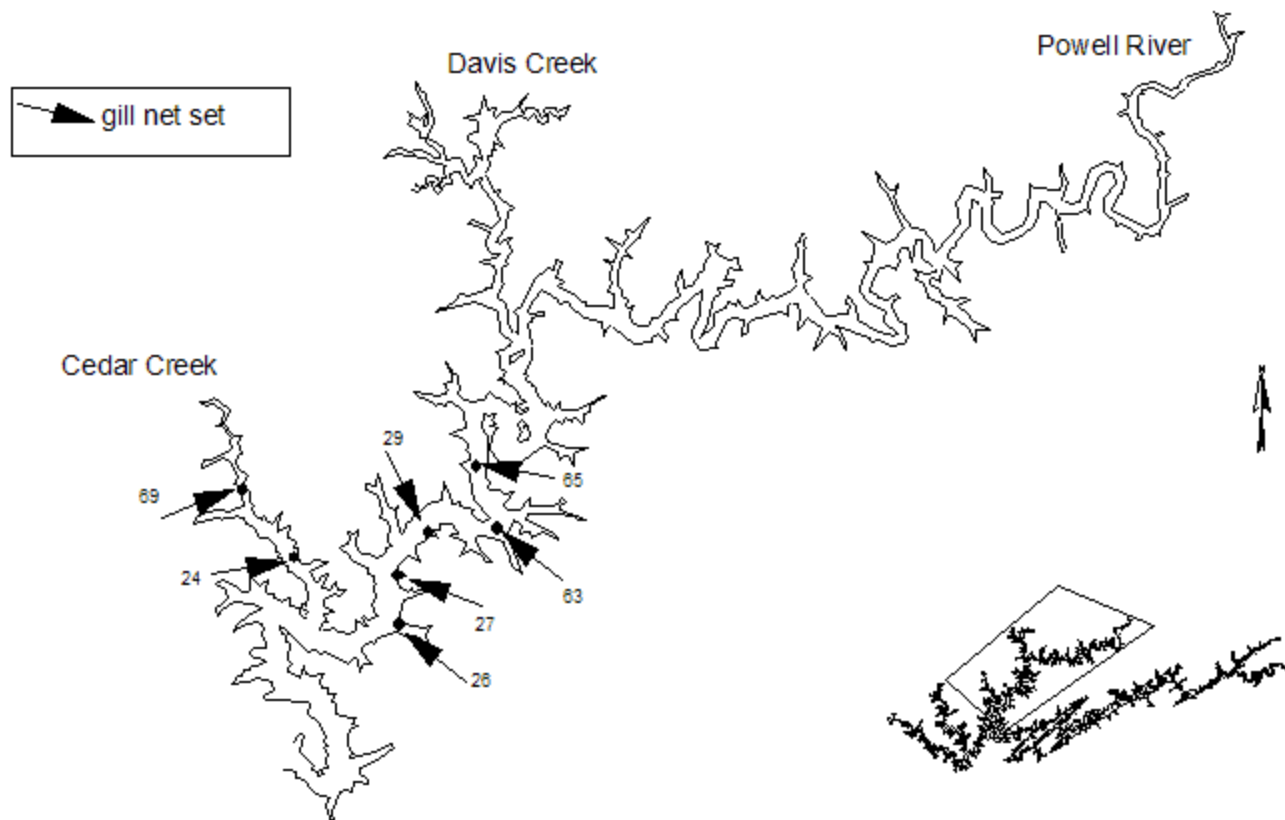 Powell River
Davis Creek
gill net set
Cedar Creek
29
65
69
24
63
27
26
N